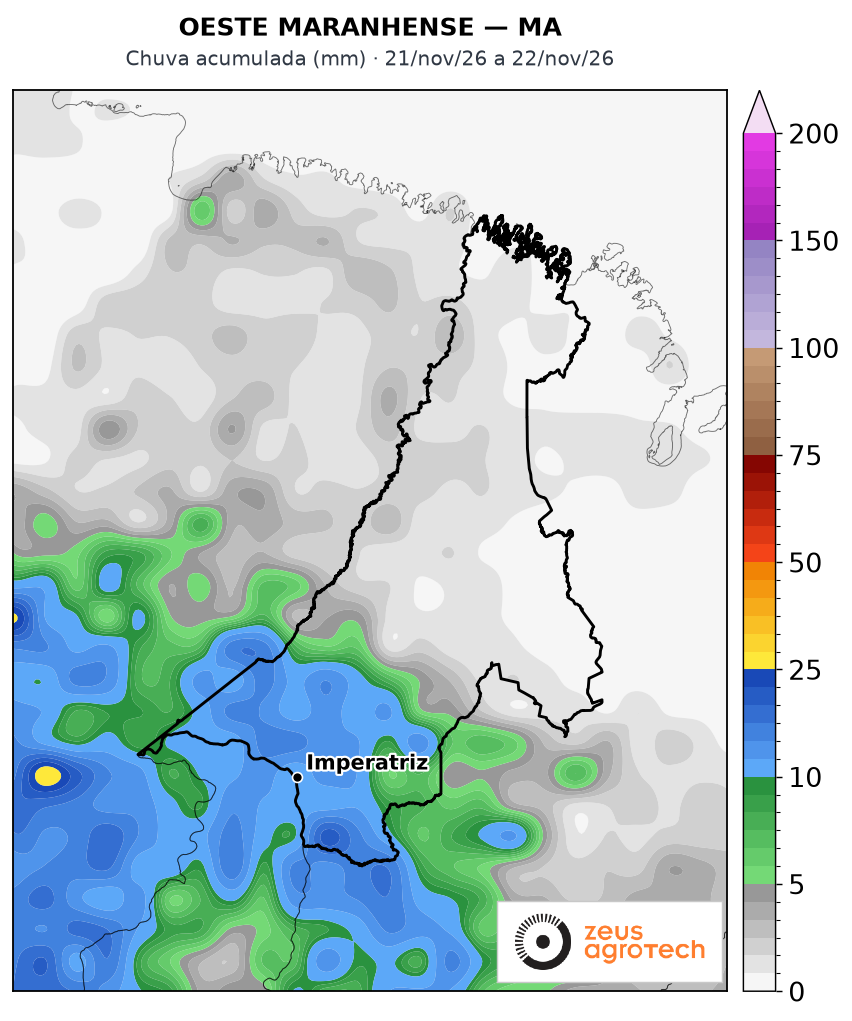 OESTE MARANHENSE — MA
Chuva acumulada (mm) · 21/nov/26 a 22/nov/26
200
150
100
75
50
25
10
5
0
Imperatriz
zeus
agrotech